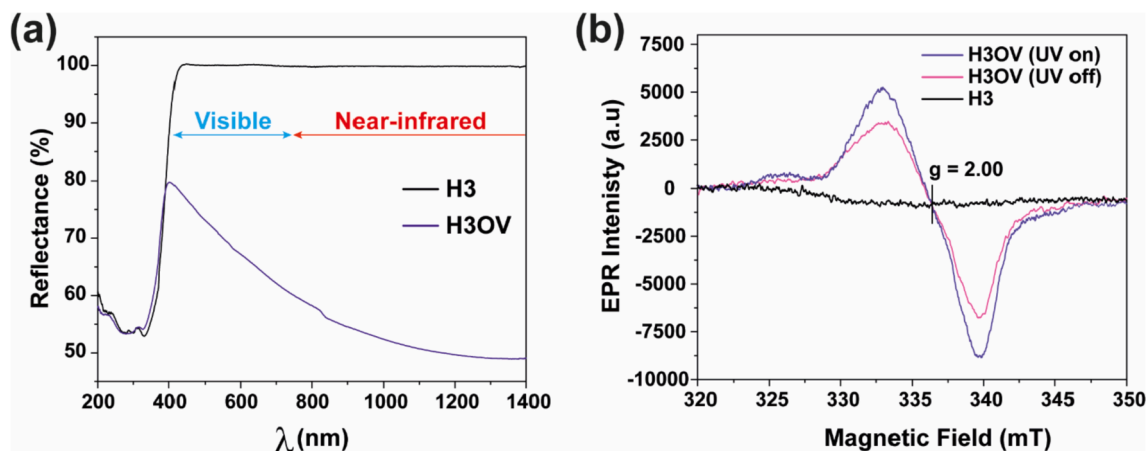 (a)
100
90
80
70
60
50
Reflectance (%)
Visible
Near-infrared
H3
H3OV
200
400
600
800
1000
1200
1400
λ (nm)
(b)
7500
5000
2500
0
-2500
-5000
-7500
-10000
EPR Intenisty (a.u)
H3OV (UV on)
H3OV (UV off)
H3
g = 2.00
320
325
330
335
340
345
350
Magnetic Field (mT)